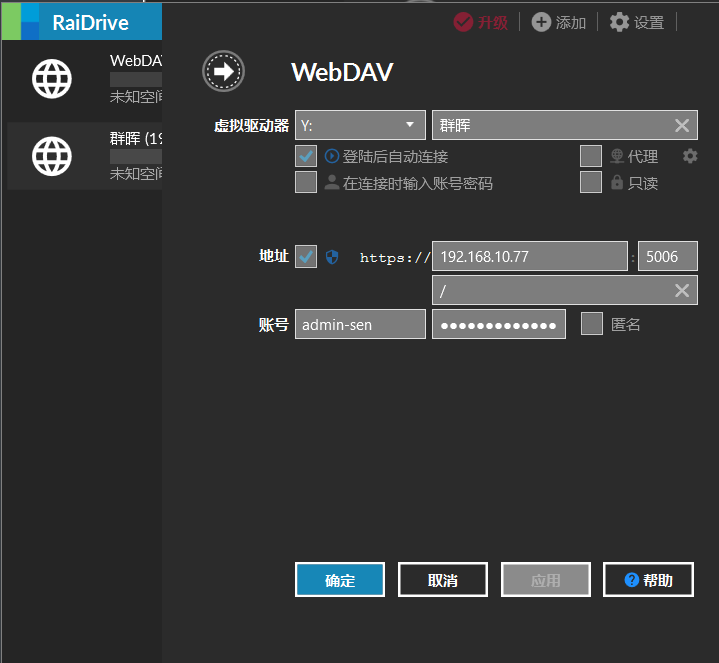 RaiDrive
升级
添加
设置
WebDA
未知空间
群晖 (19
未知空间
WebDAV
虚拟驱动器 Y: 群晖
登陆后自动连接 代理
在连接时输入账号密码 只读
地址 https:// 192.168.10.77 : 5006
/
账号 admin-sen ●●●●●●●●●●●●● 匿名
确定 取消 应用 ? 帮助